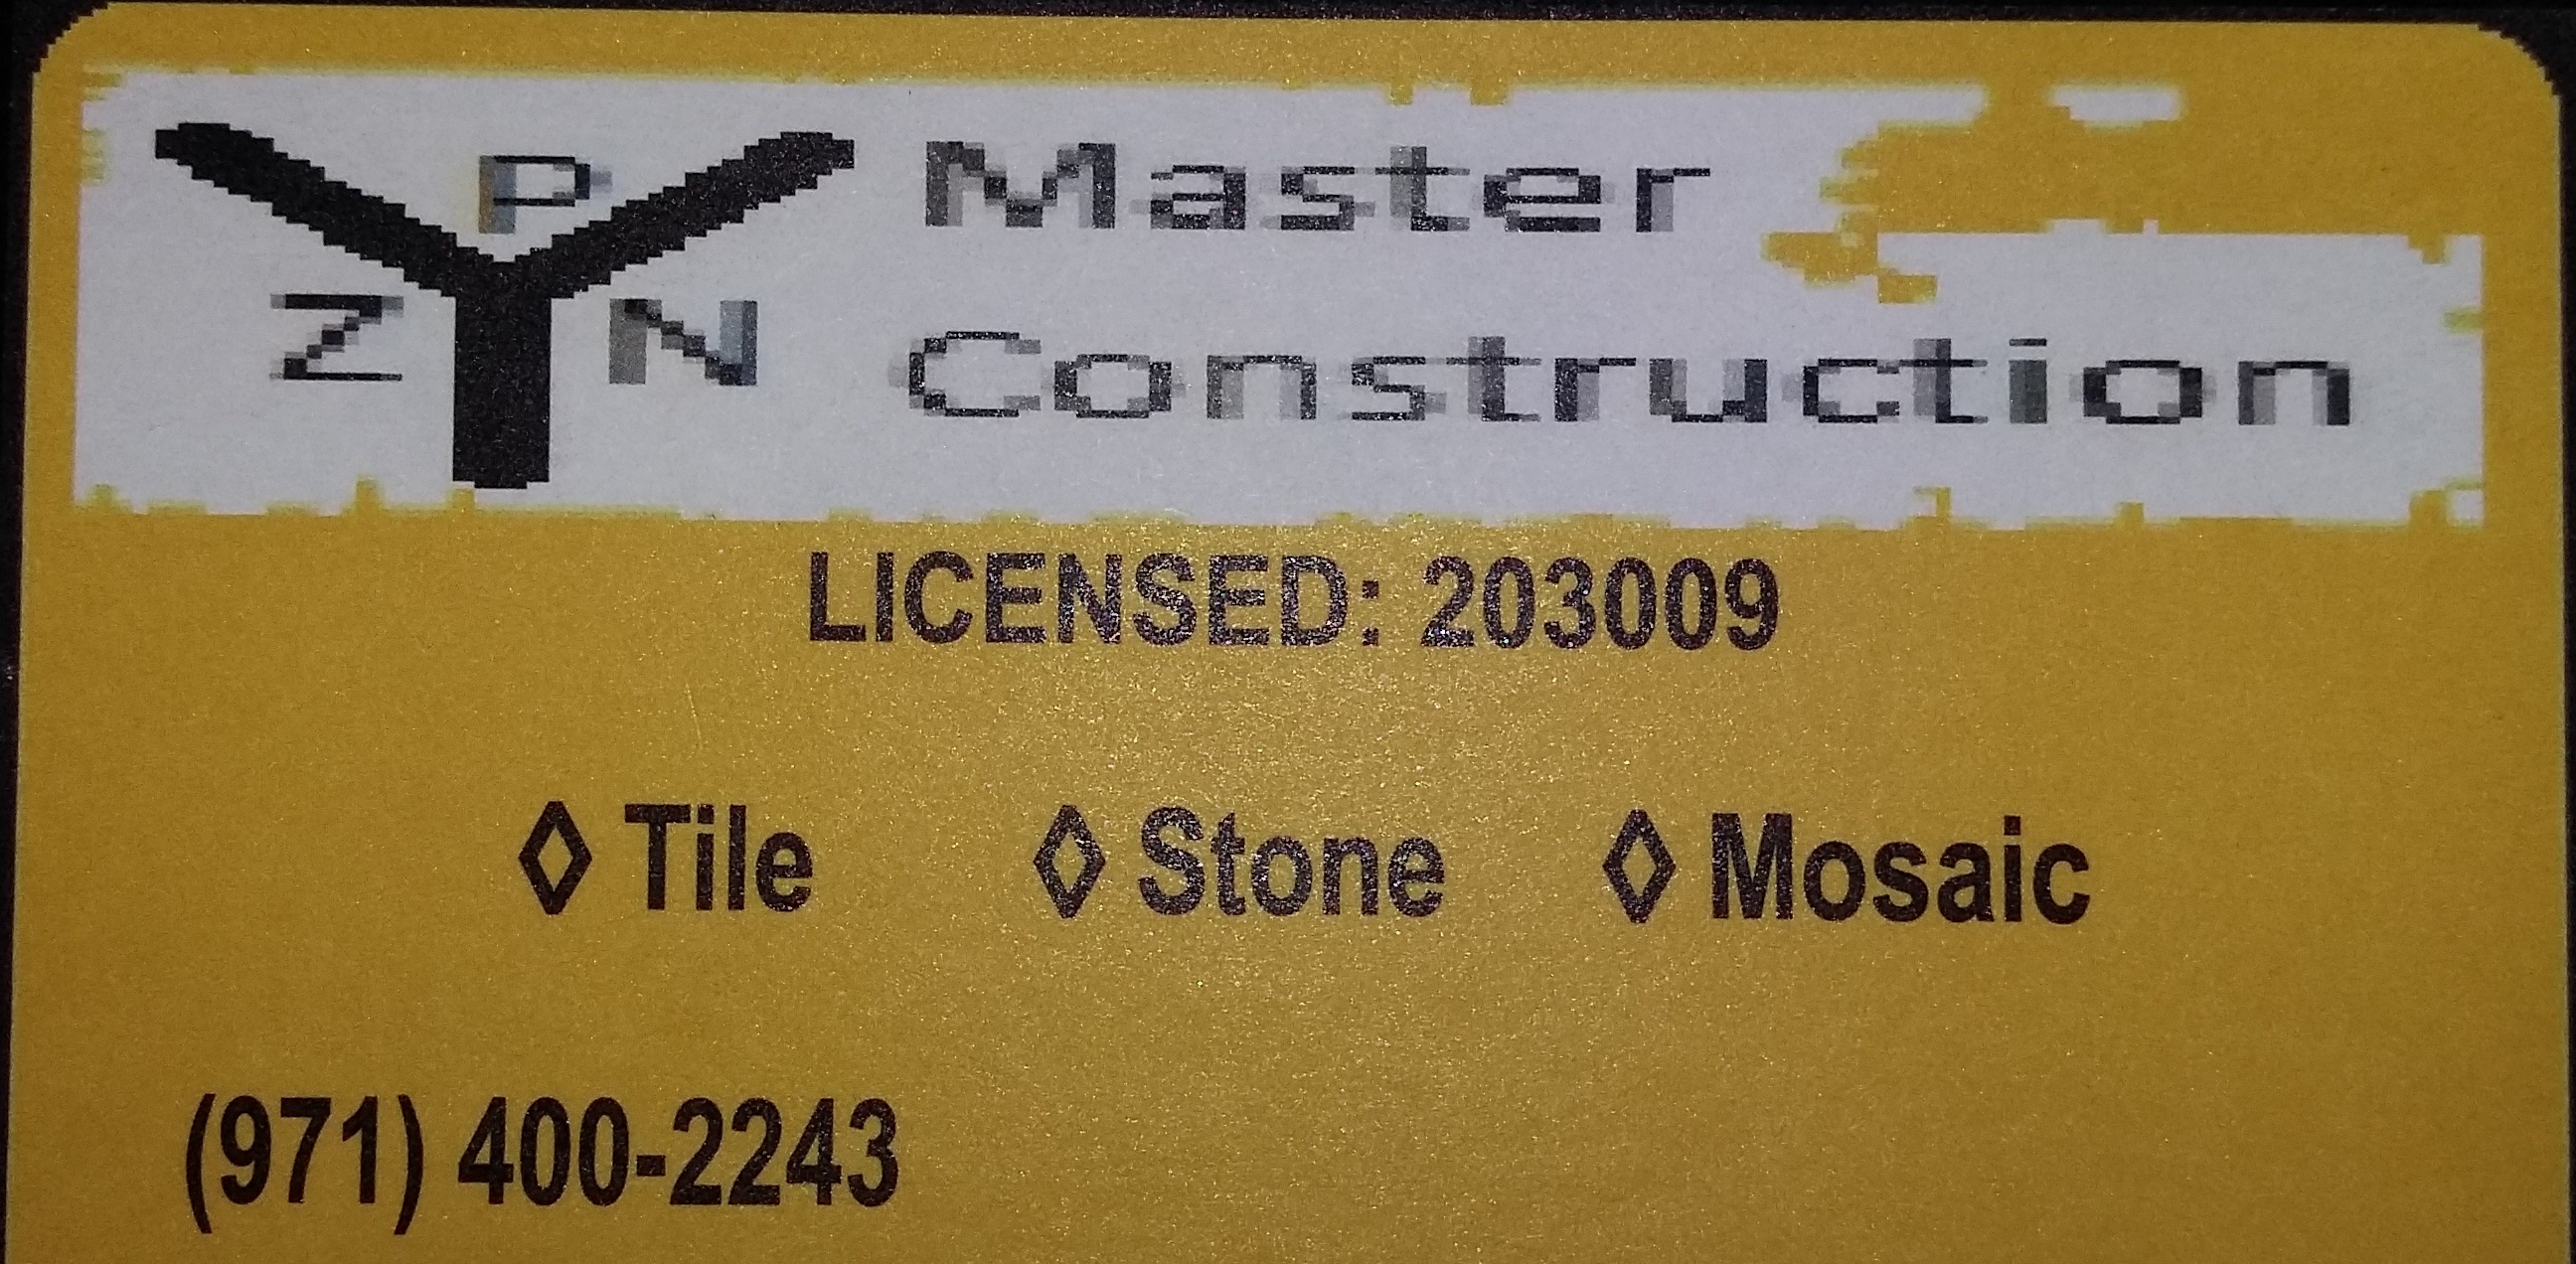 P
Z Y N
Master
Construction
LICENSED: 203009
◊ Tile ◊ Stone ◊ Mosaic
(971) 400-2243